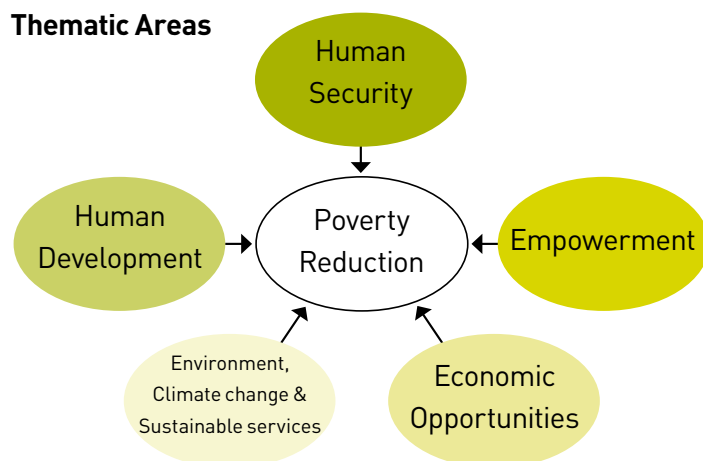 Thematic Areas
Human
Security
Human
Development
Poverty
Reduction
Empowerment
Environment,
Climate change &
Sustainable services
Economic
Opportunities